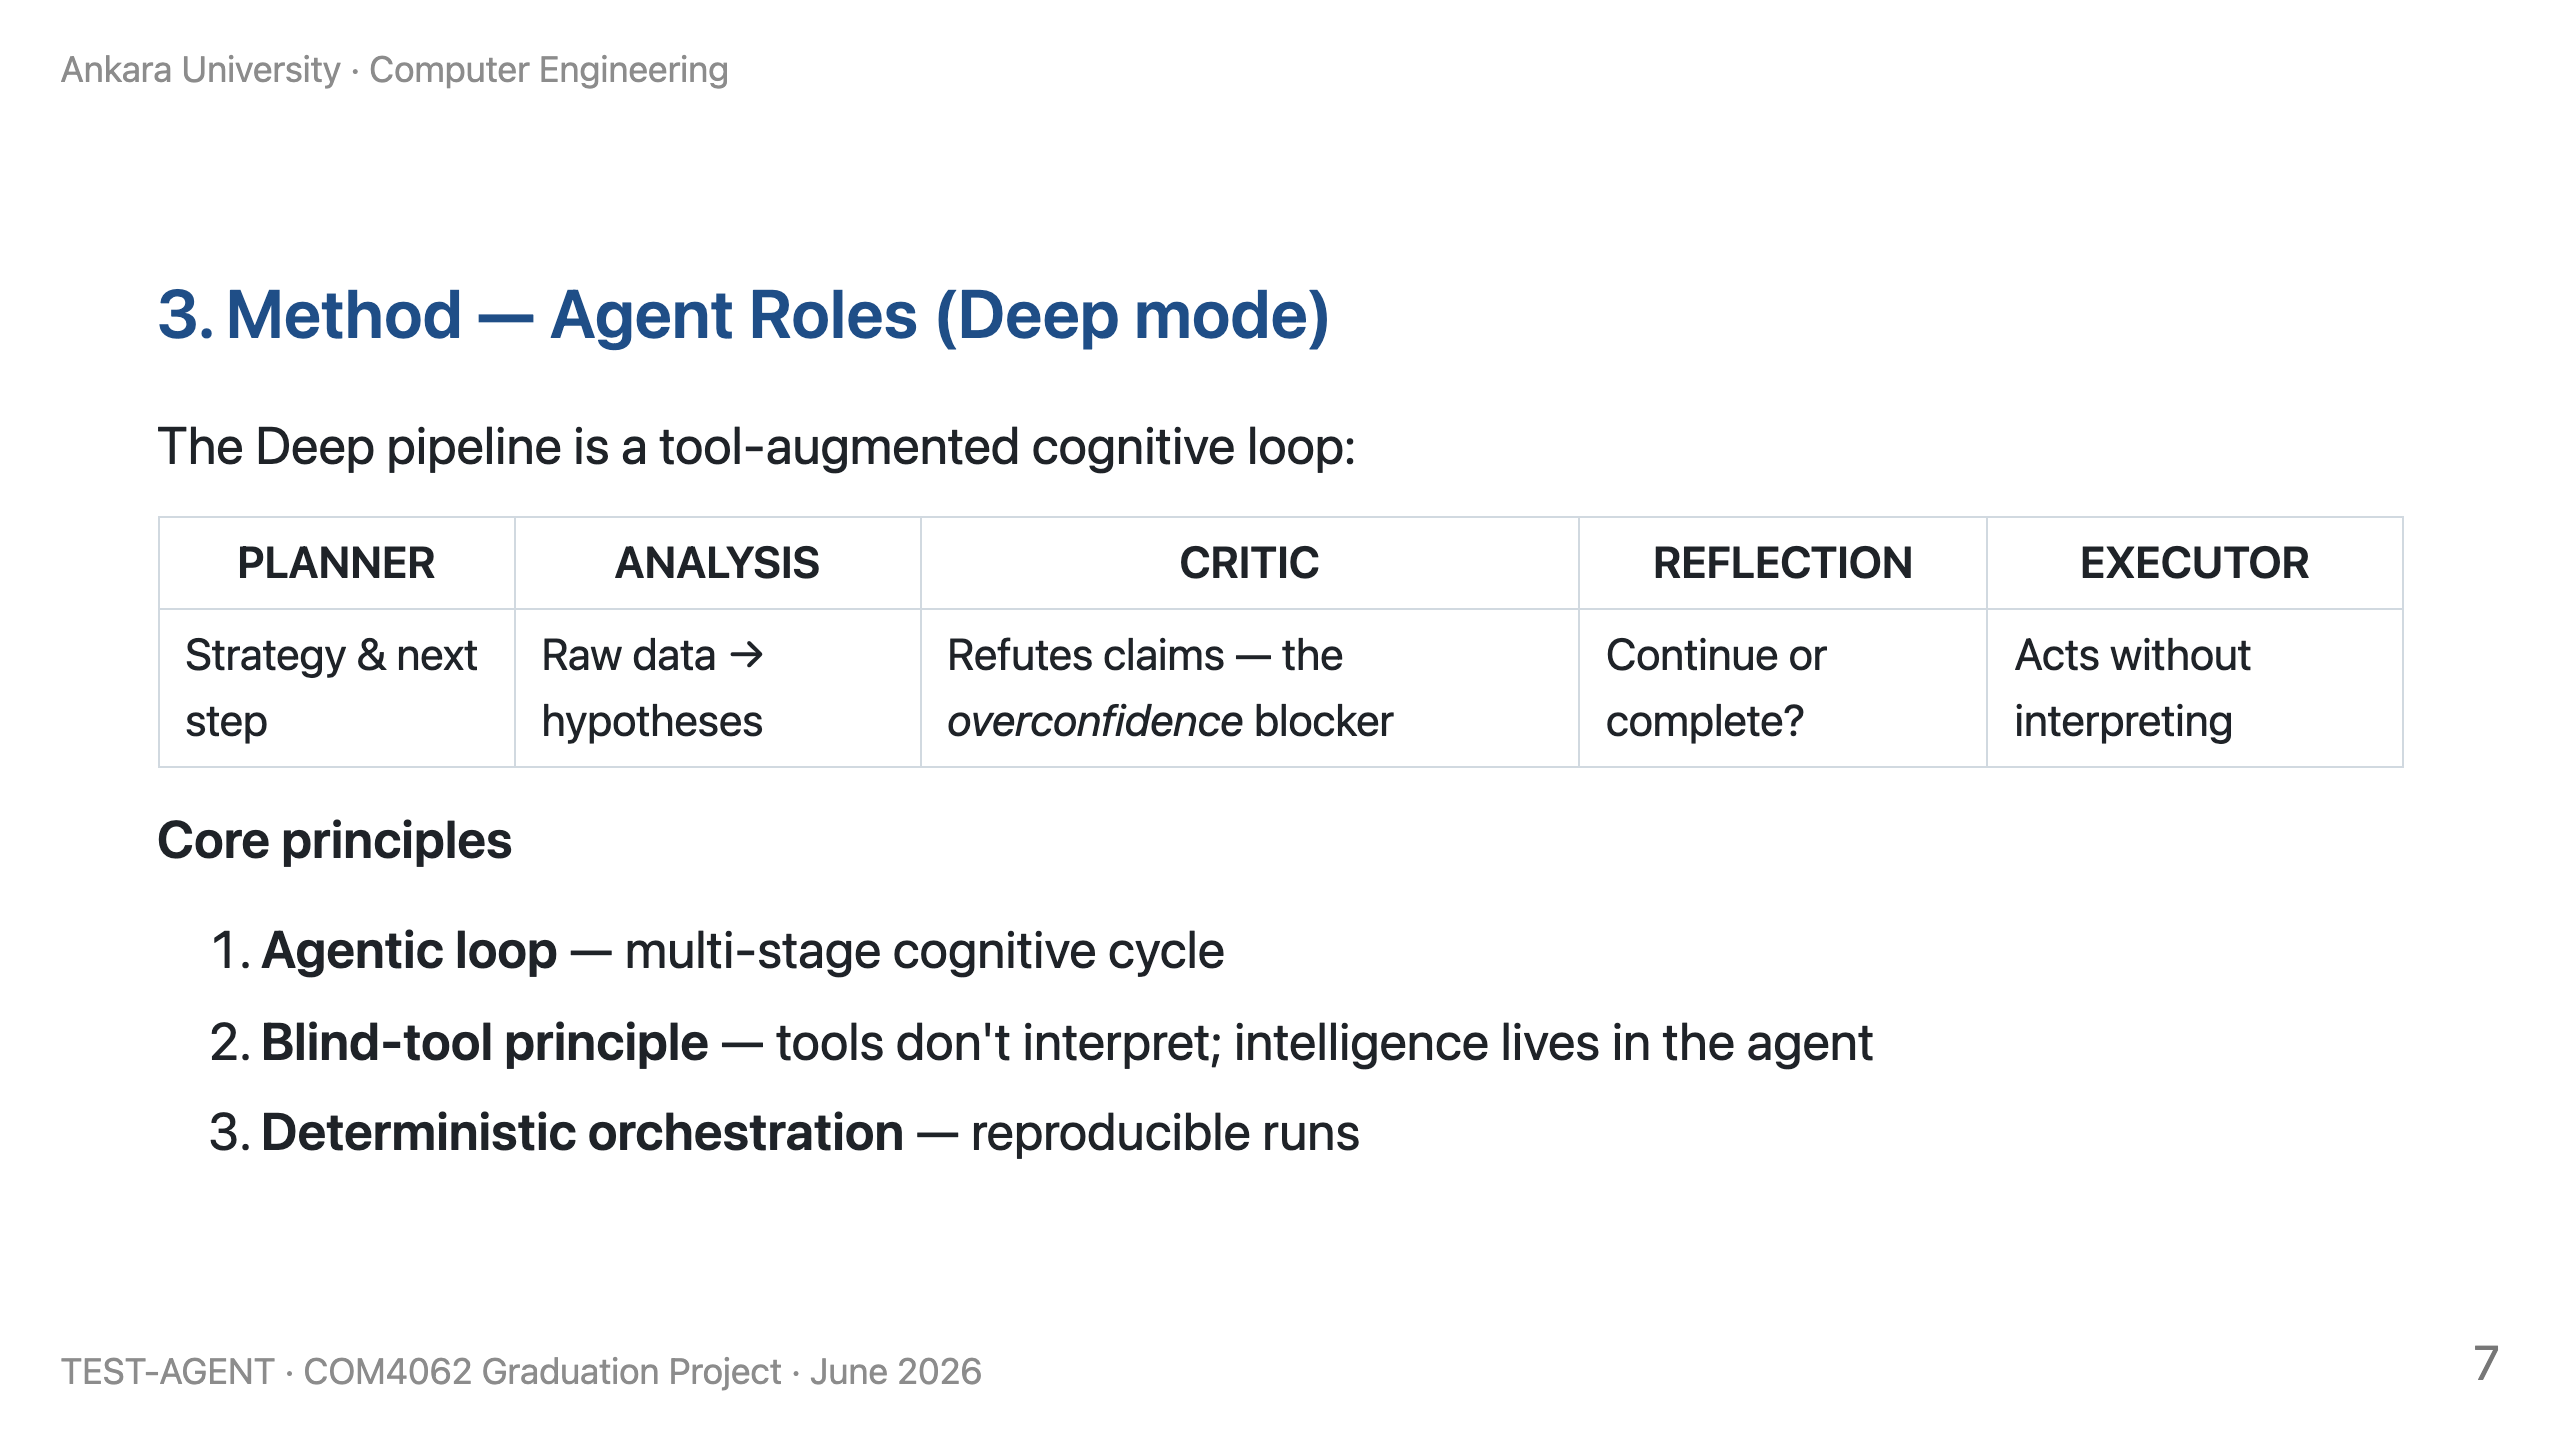 Ankara University · Computer Engineering
3. Method — Agent Roles (Deep mode)
The Deep pipeline is a tool-augmented cognitive loop:
PLANNER ANALYSIS CRITIC REFLECTION EXECUTOR
Strategy & next step
Raw data → hypotheses
Refutes claims — the overconfidence blocker
Continue or complete?
Acts without interpreting
Core principles
1. Agentic loop — multi-stage cognitive cycle
2. Blind-tool principle — tools don't interpret; intelligence lives in the agent
3. Deterministic orchestration — reproducible runs
TEST-AGENT · COM4062 Graduation Project · June 2026
7